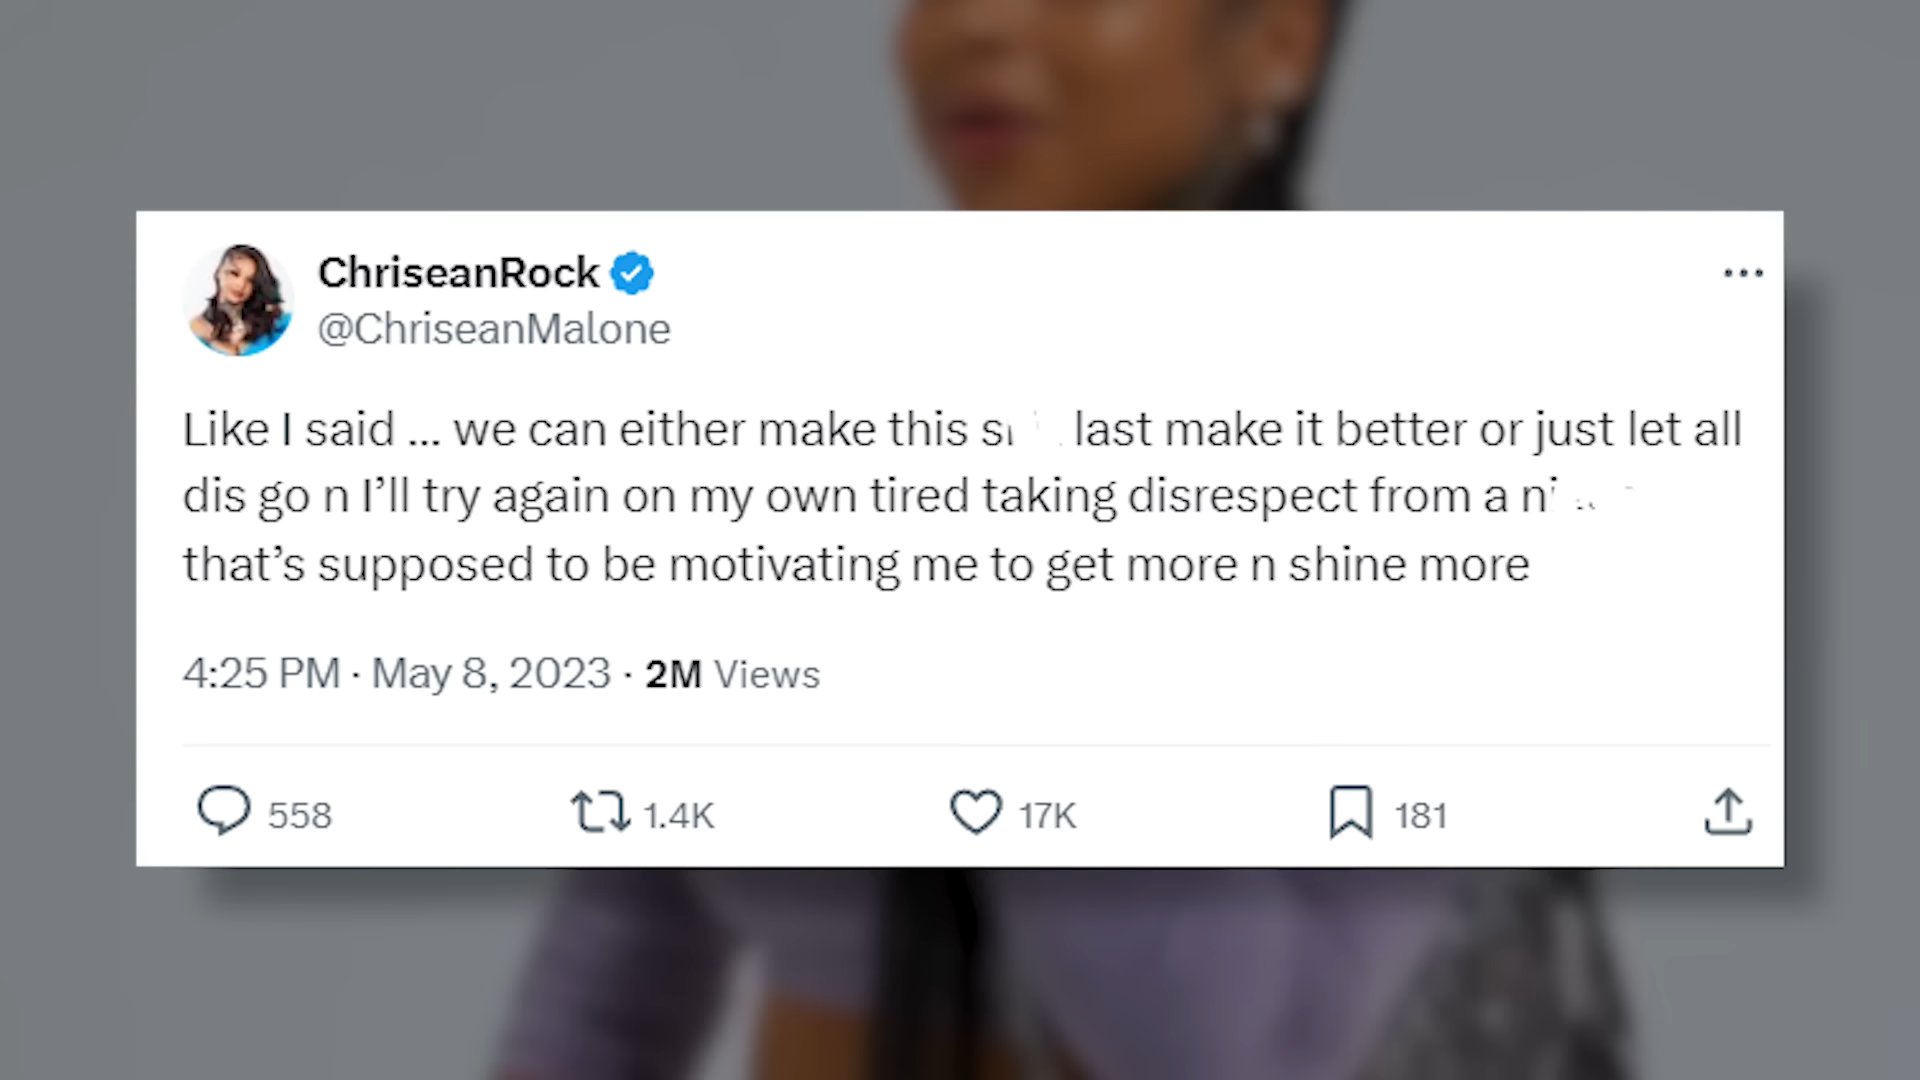 ChriseanRock
@ChriseanMalone
Like I said ... we can either make this last make it better or just let all
dis go n I’ll try again on my own tired taking disrespect from a
that’s supposed to be motivating me to get more n shine more
4:25 PM · May 8, 2023 · 2M Views
558 1.4K 17K 181